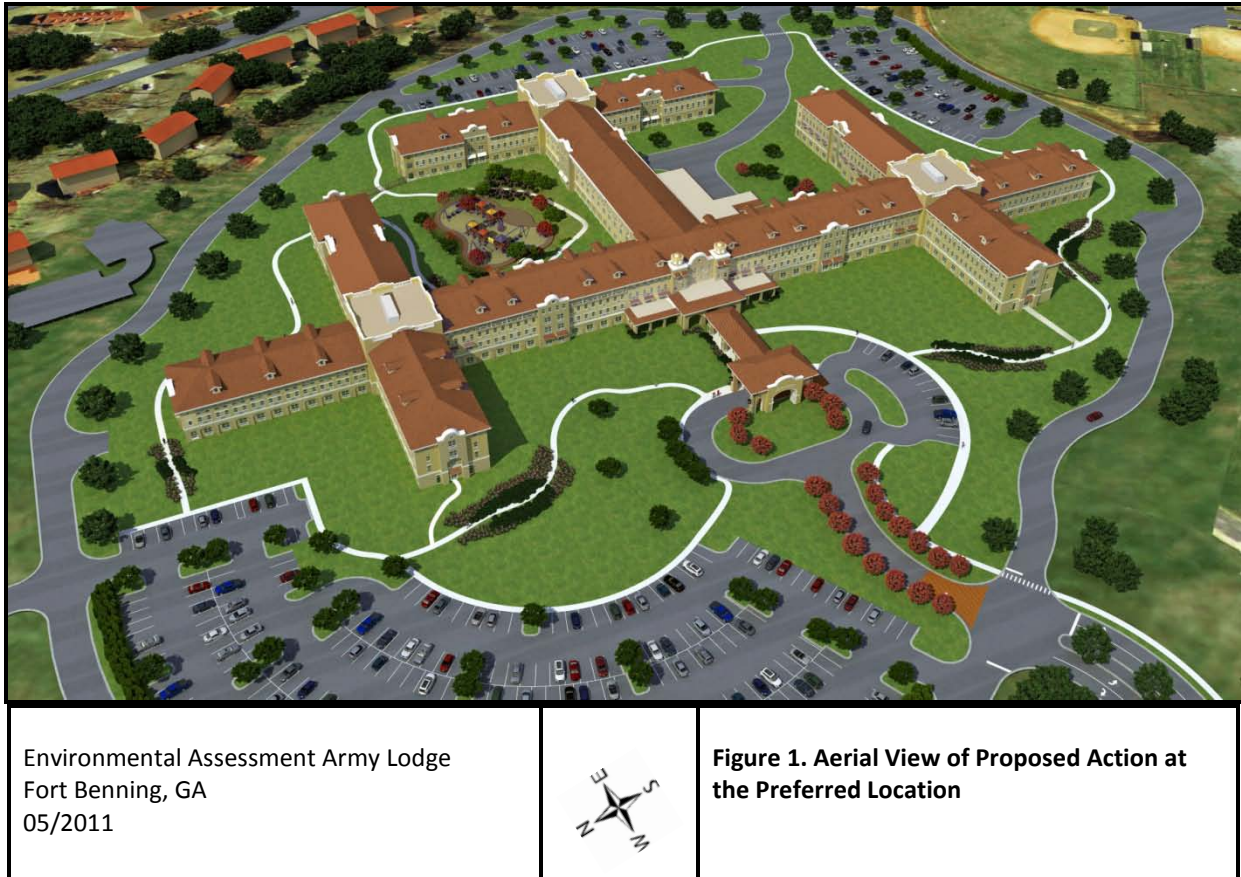 Environmental Assessment Army Lodge
Fort Benning, GA
05/2011
E
S
N
W
Figure 1. Aerial View of Proposed Action at
the Preferred Location